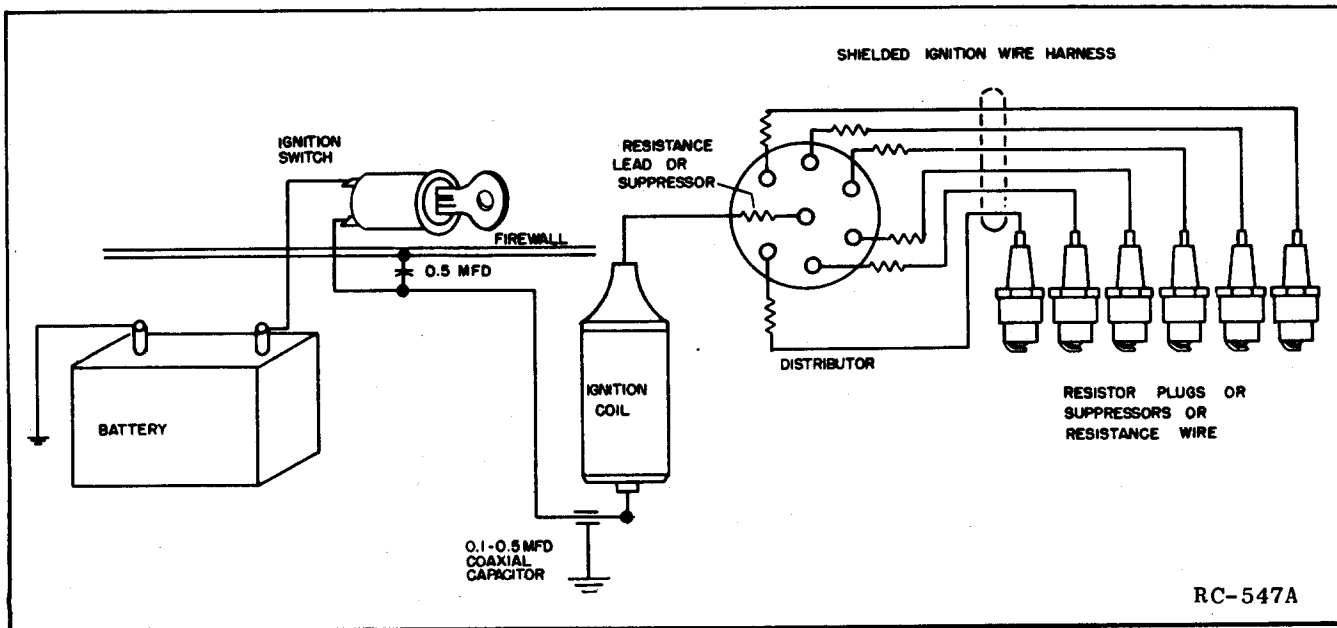 SHIELDED IGNITION WIRE HARNESS
IGNITION
SWITCH
RESISTANCE
LEAD OR
SUPPRESSOR
FIREWALL
0.5 MFD
DISTRIBUTOR
IGNITION
COIL
RESISTOR PLUGS OR
SUPPRESSORS OR
RESISTANCE WIRE
BATTERY
0.1-0.5 MFD
COAXIAL
CAPACITOR
RC-547A